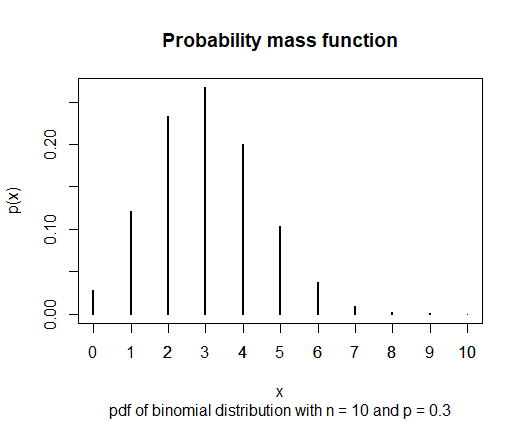 Probability mass function
p(x)
0.20
0.10
0.00
0 1 2 3 4 5 6 7 8 9 10
x
pdf of binomial distribution with n = 10 and p = 0.3